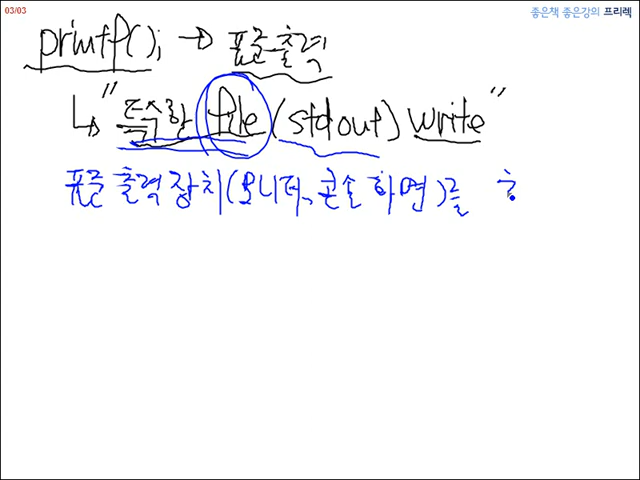 03/03
좋은책 좋은강의 프리렉
printf(); → 표준출력
↳ "특수한 file (stdout) write"
표준 출력 장치(모니터, 콘솔 화면)를